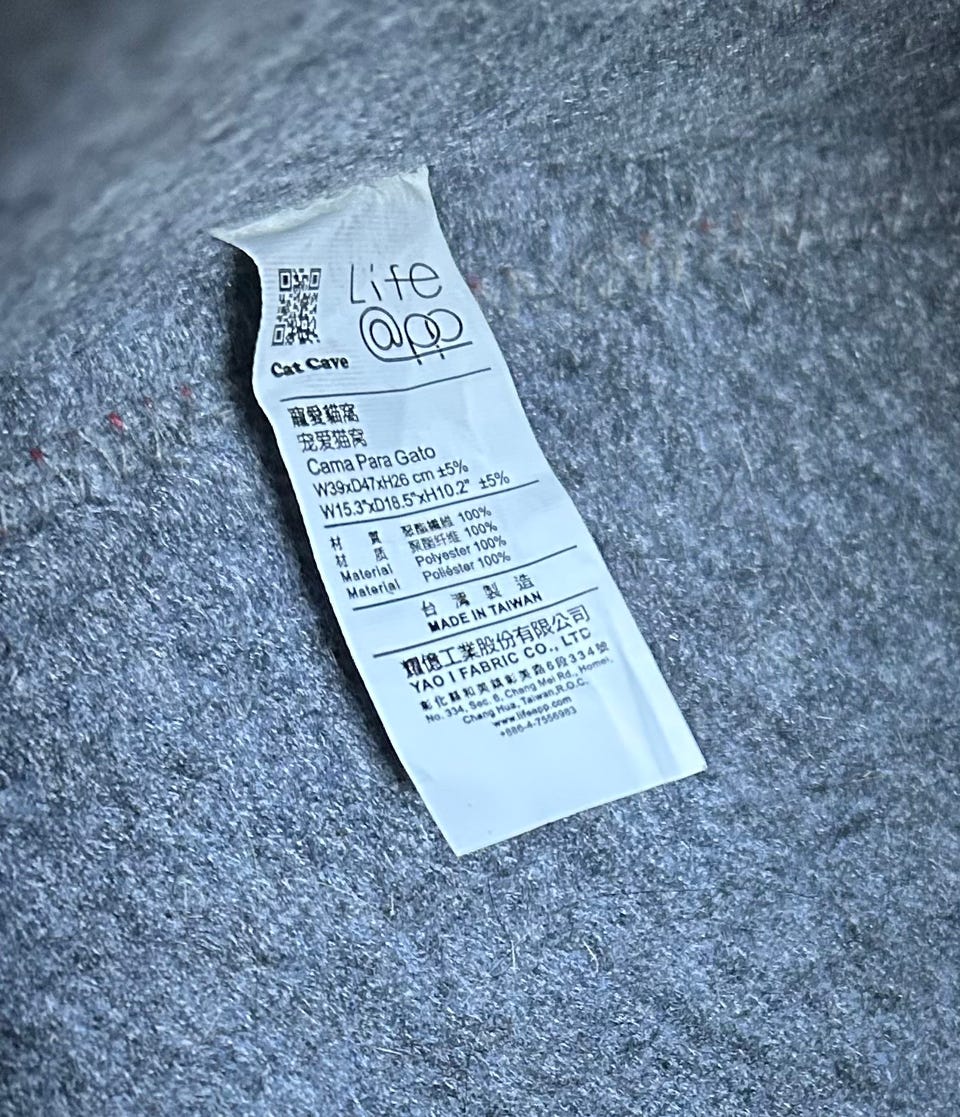 Life
@pp
Cat Cave
寵愛貓窩
宠爱猫窝
Cama Para Gato
W39xD47xH26 cm ±5%
W15.3"xD18.5"xH10.2" ±5%
材 質 聚酯纖維 100%
材 质 聚酯纤维 100%
Material Polyester 100%
Material Poliéster 100%
台 灣 製 造
MADE IN TAIWAN
耀億工業股份有限公司
YAO I FABRIC CO., LTD
彰化縣和美鎮彰美路6段334號
No. 334, Sec. 6, Chang Mei Rd., Homei,
Chang Hua, Taiwan,R.O.C.
www.lifeapp.com
+886-4-7556983